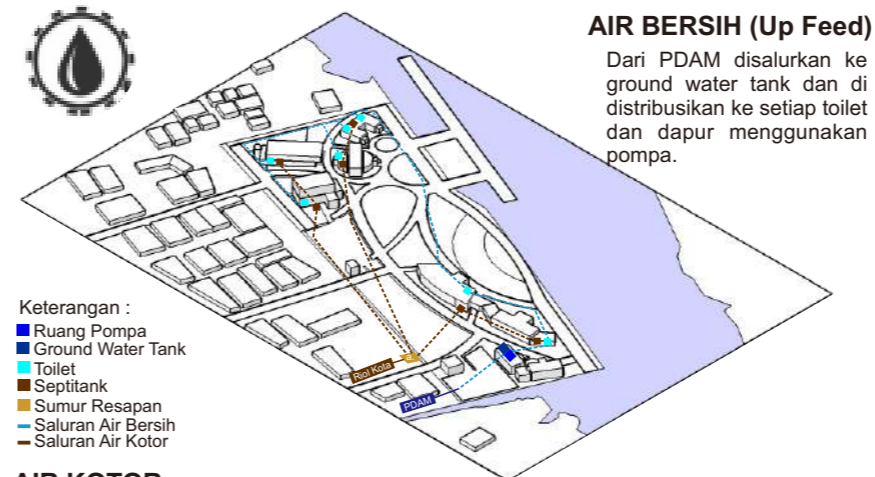 AIR BERSIH (Up Feed)
Dari PDAM disalurkan ke
ground water tank dan di
distribusikan ke setiap toilet
dan dapur menggunakan
pompa.
Keterangan :
Ruang Pompa
Ground Water Tank
Toilet
Septitank
Sumur Resapan
Saluran Air Bersih
Saluran Air Kotor
Riol Kota
PDAM
AIR KOTOR